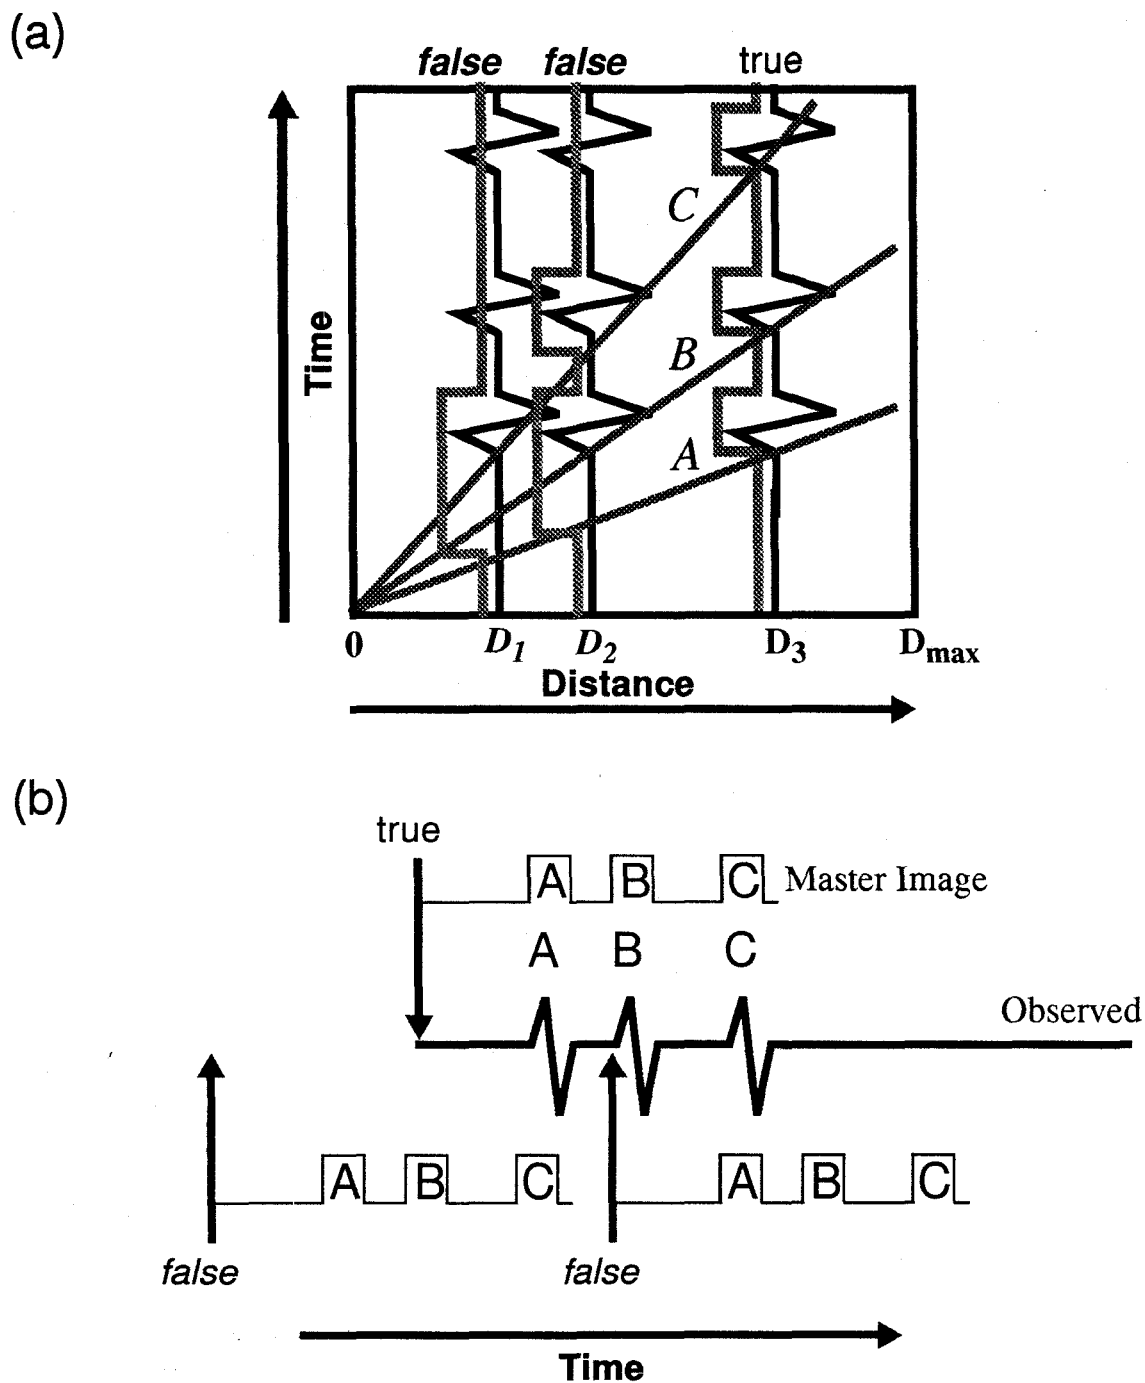 (a)
false false true
Time
C
B
A
0 D1 D2 D3 Dmax
Distance
(b)
true
A B C Master Image
A B C
Observed
A B C A B C
false false
Time